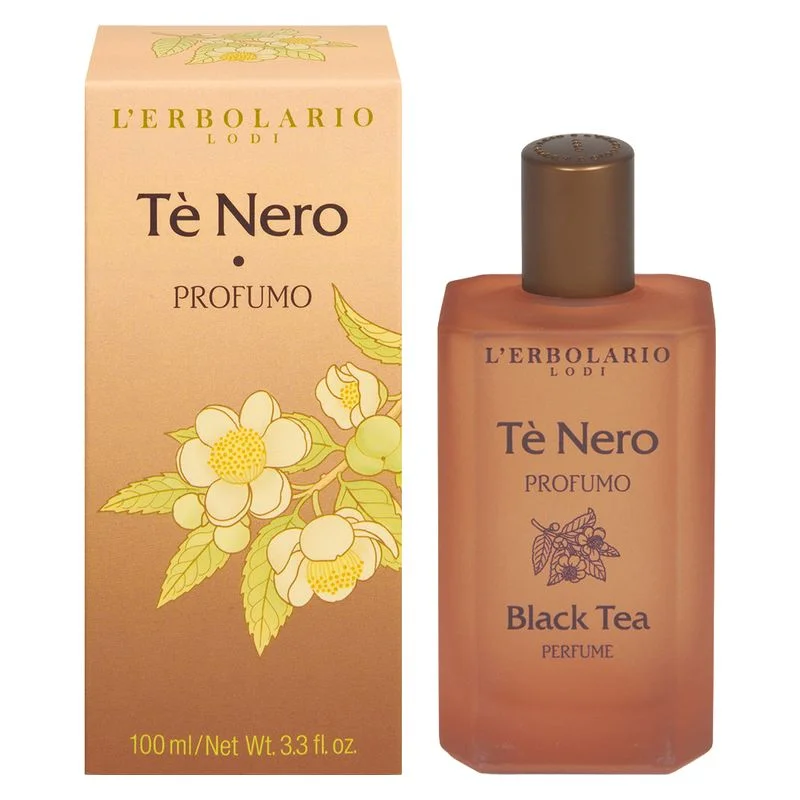 L'ERBOLARIO
LODI
Tè Nero
•
PROFUMO
100 ml/Net Wt. 3.3 fl. oz.
L'ERBOLARIO
LODI
Tè Nero
PROFUMO
Black Tea
PERFUME